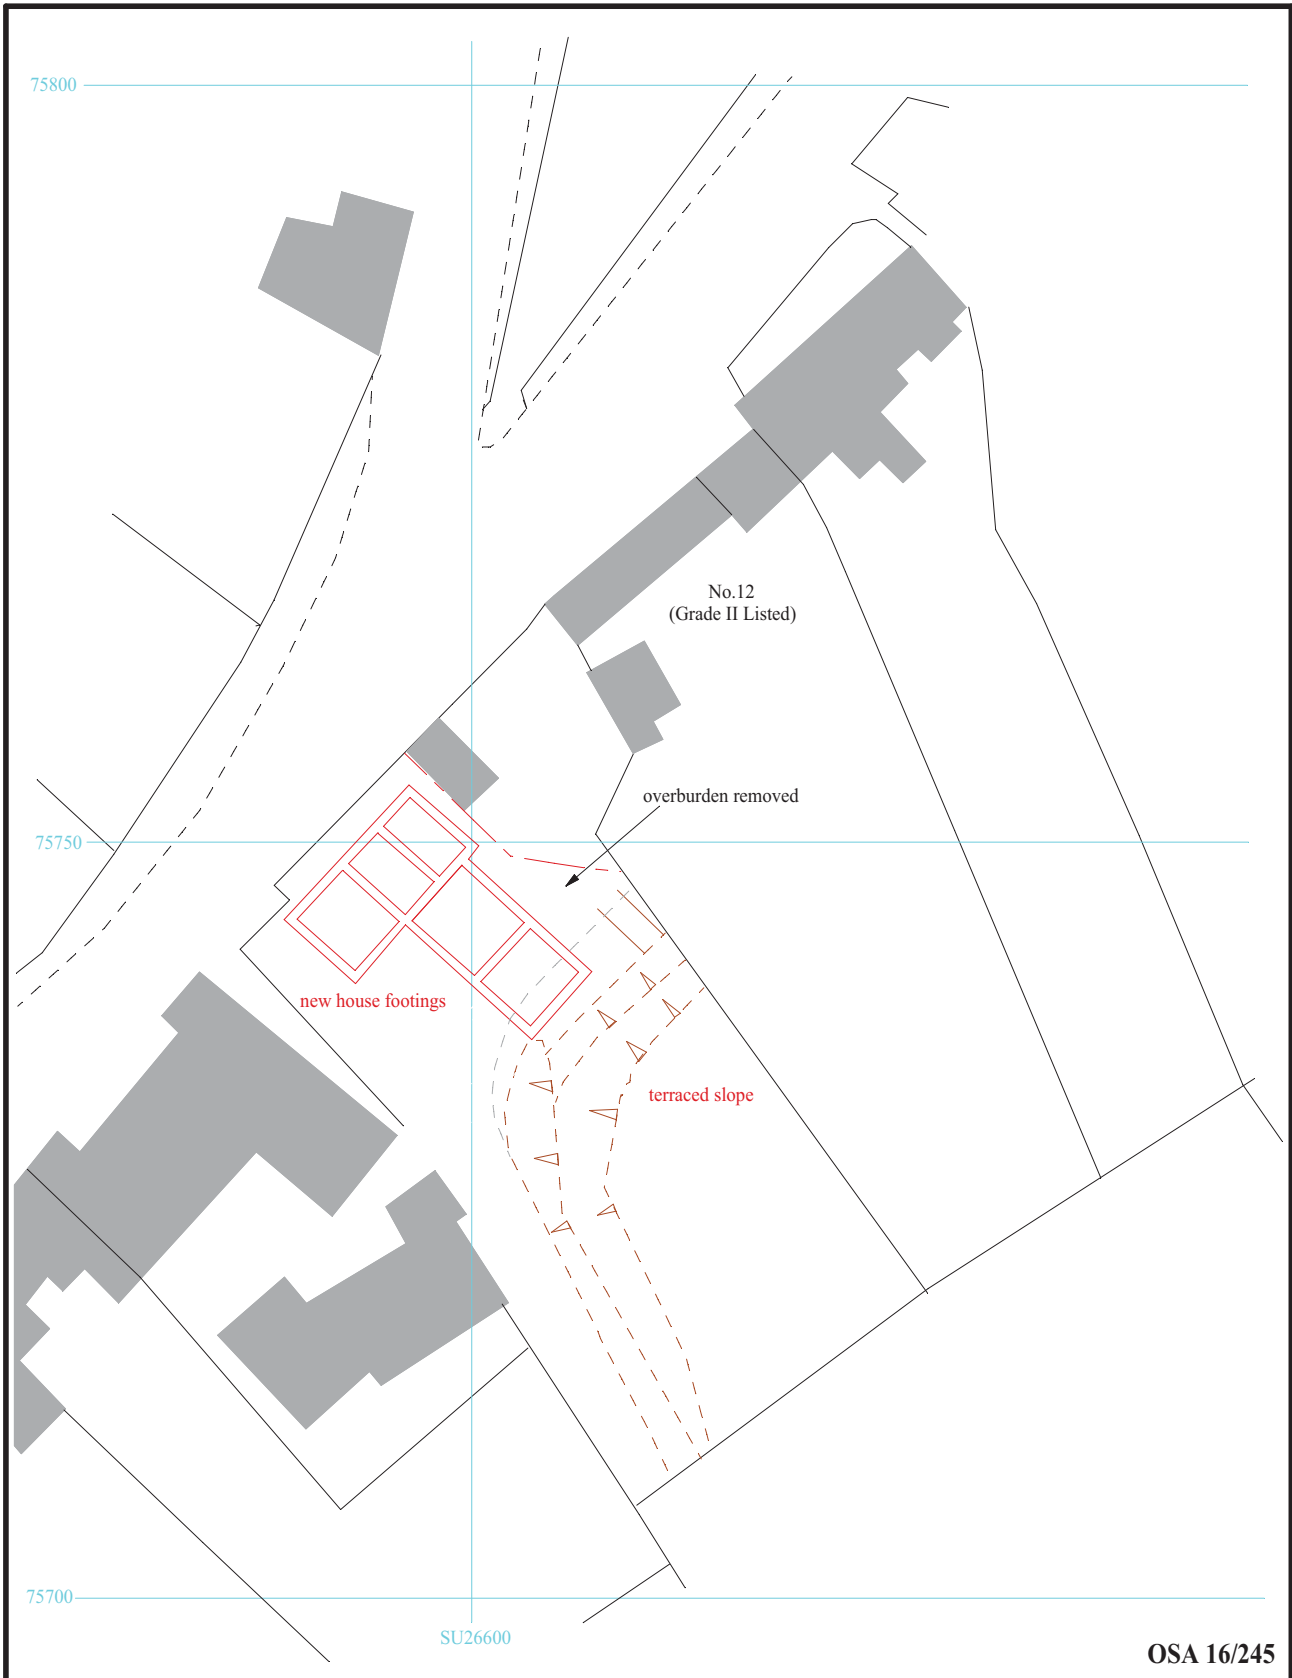 75800
No.12
(Grade II Listed)
overburden removed
75750
new house footings
terraced slope
75700
SU26600
OSA 16/245